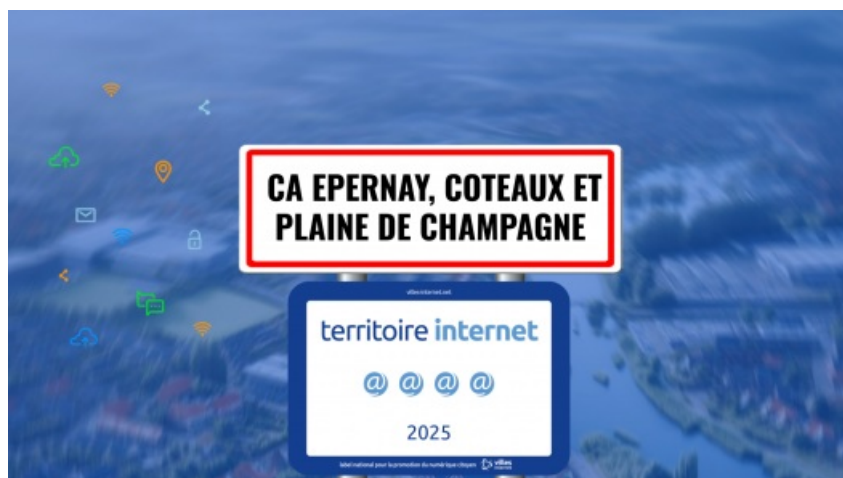 CA EPERNAY, COTEAUX ET
PLAINE DE CHAMPAGNE
villes-internet.net
territoire internet
@ @ @ @
2025
label national pour la promotion du numérique citoyen villes
internet